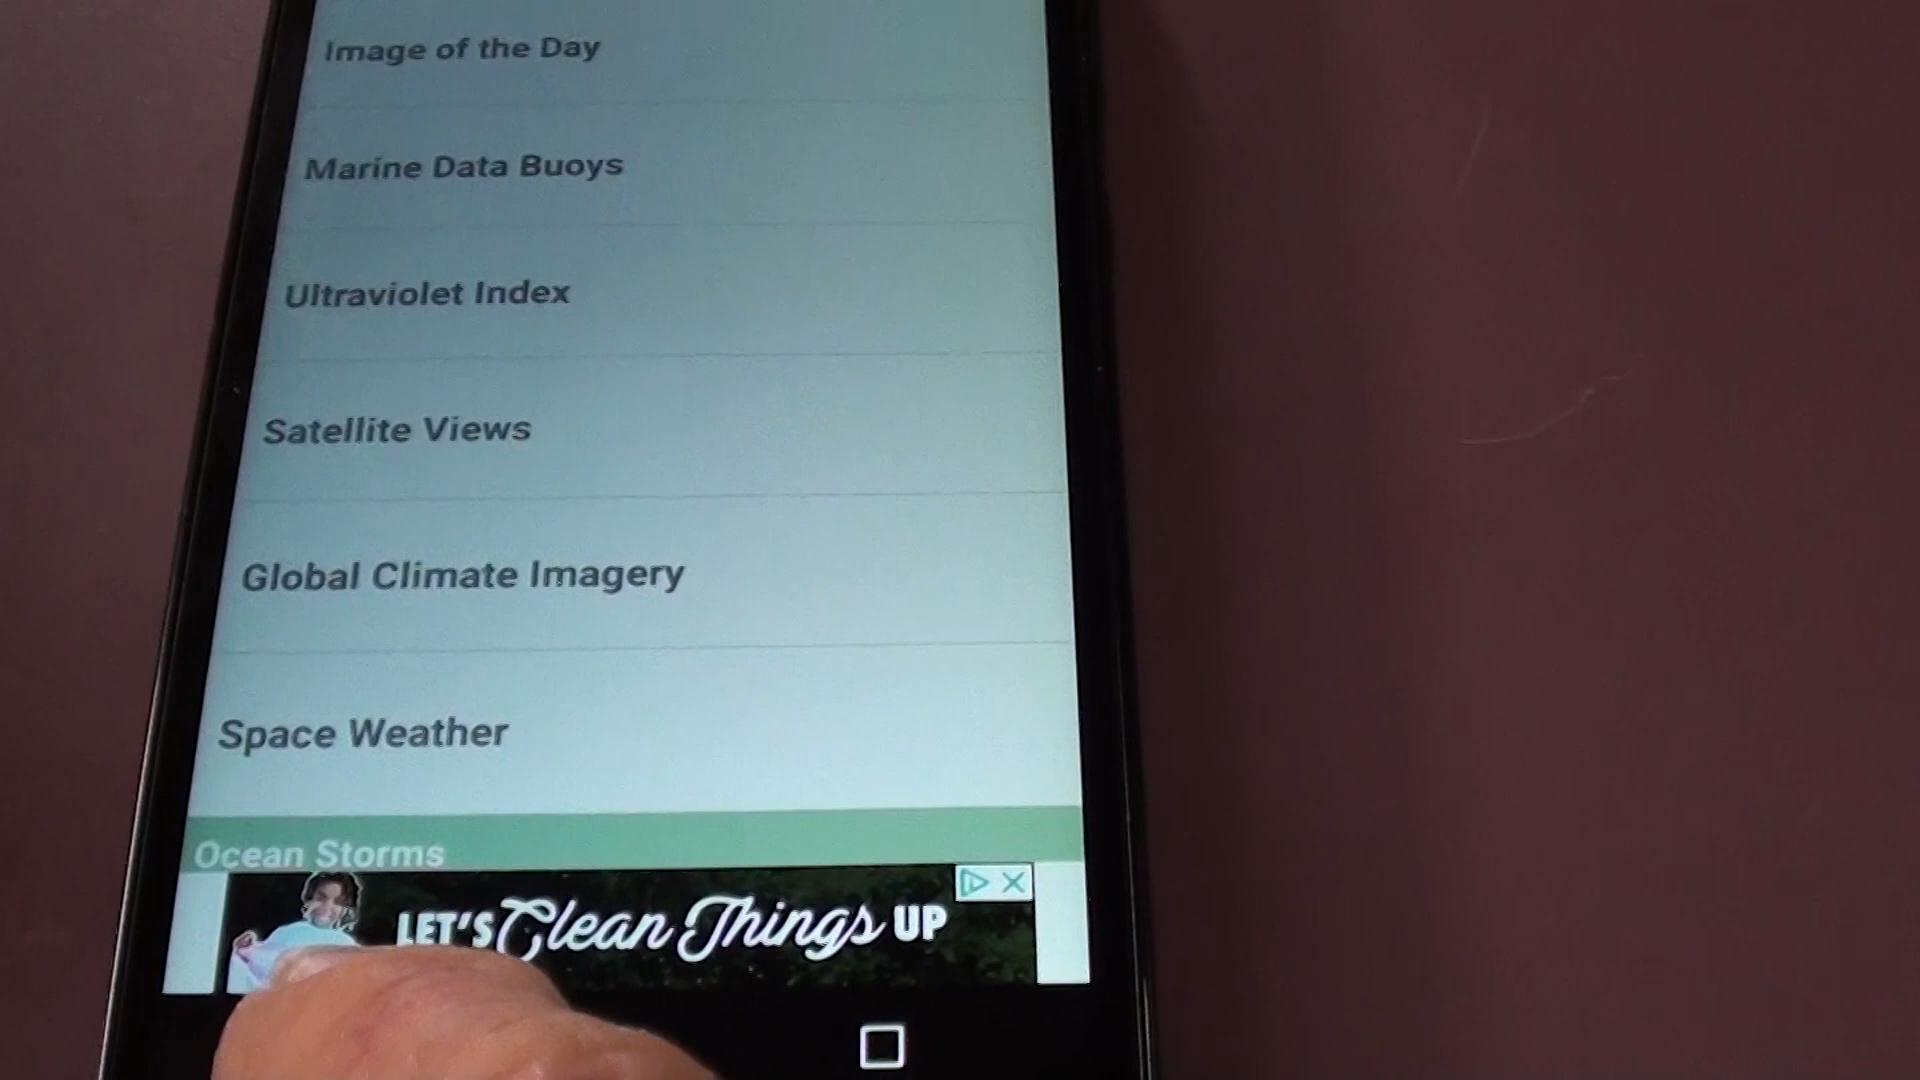 Image of the Day
Marine Data Buoys
Ultraviolet Index
Satellite Views
Global Climate Imagery
Space Weather
Ocean Storms
LET'S Clean Things UP